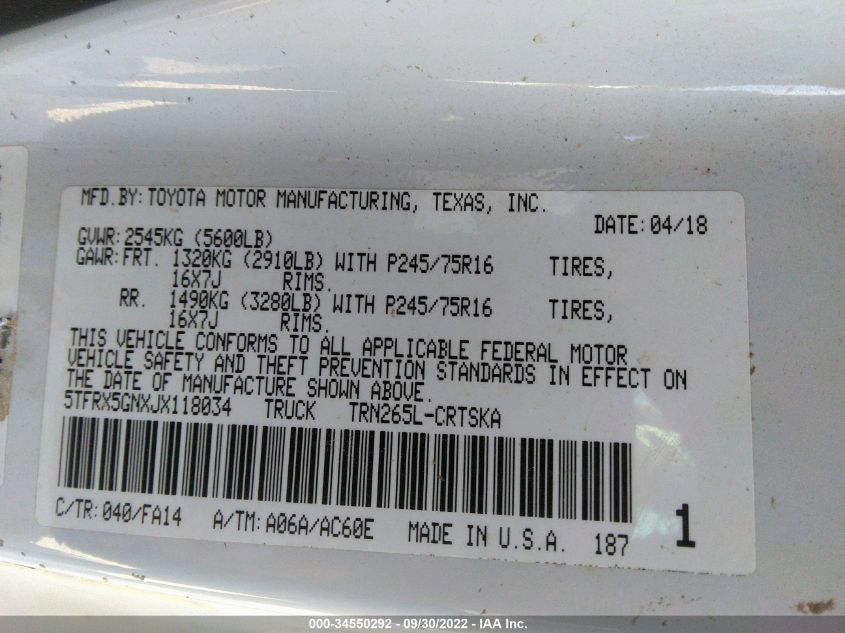 MFD.BY:TOYOTA MOTOR MANUFACTURING, TEXAS, INC.
DATE:04/18
GVWR:2545KG (5600LB)
GAWR:FRT. 1320KG (2910LB) WITH P245/75R16 TIRES,
16X7J RIMS.
RR. 1490KG (3280LB) WITH P245/75R16 TIRES,
16X7J RIMS.
THIS VEHICLE CONFORMS TO ALL APPLICABLE FEDERAL MOTOR
VEHICLE SAFETY AND THEFT PREVENTION STANDARDS IN EFFECT ON
THE DATE OF MANUFACTURE SHOWN ABOVE.
5TFRX5GNXJX118034 TRUCK TRN265L-CRTSKA
C/TR:040/FA14 A/TM:A06A/AC60E MADE IN U.S.A. 187 1
000-34550292 - 09/30/2022 - IAA Inc.